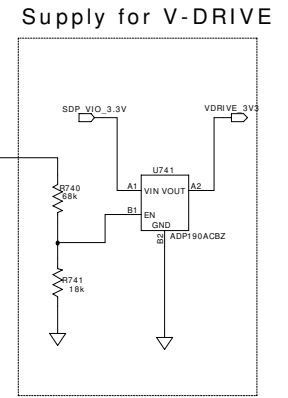 Supply for V-DRIVE
SDP_VIO_3.3V
VDRIVE_3V3
U741
A1
VIN VOUT
A2
R740
68k
B1
EN
GND
B2
ADP190ACBZ
R741
18k